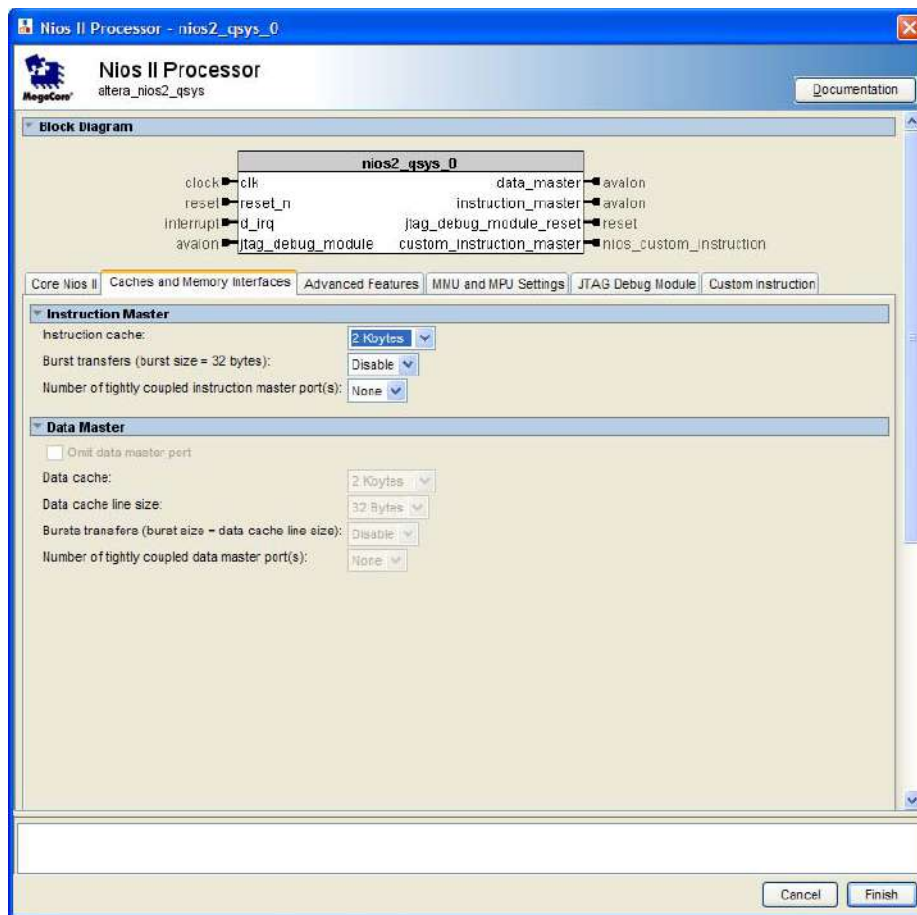 Nios II Processor - nios2_qsys_0
MegaCore®
Nios II Processor
altera_nios2_qsys
Documentation
Block Diagram
nios2_qsys_0
clock clk data_master avalon
reset reset_n instruction_master avalon
interrupt d_irq jtag_debug_module_reset reset
avalon jtag_debug_module custom_instruction_master nios_custom_instruction
Core Nios II Caches and Memory Interfaces Advanced Features MMU and MPU Settings JTAG Debug Module Custom Instruction
Instruction Master
Instruction cache: 2 Kbytes
Burst transfers (burst size = 32 bytes): Disable
Number of tightly coupled instruction master port(s): None
Data Master
Omit data master port
Data cache: 2 Kbytes
Data cache line size: 32 Bytes
Bursts transfers (burst size = data cache line size): Disable
Number of tightly coupled data master port(s): None
Cancel Finish